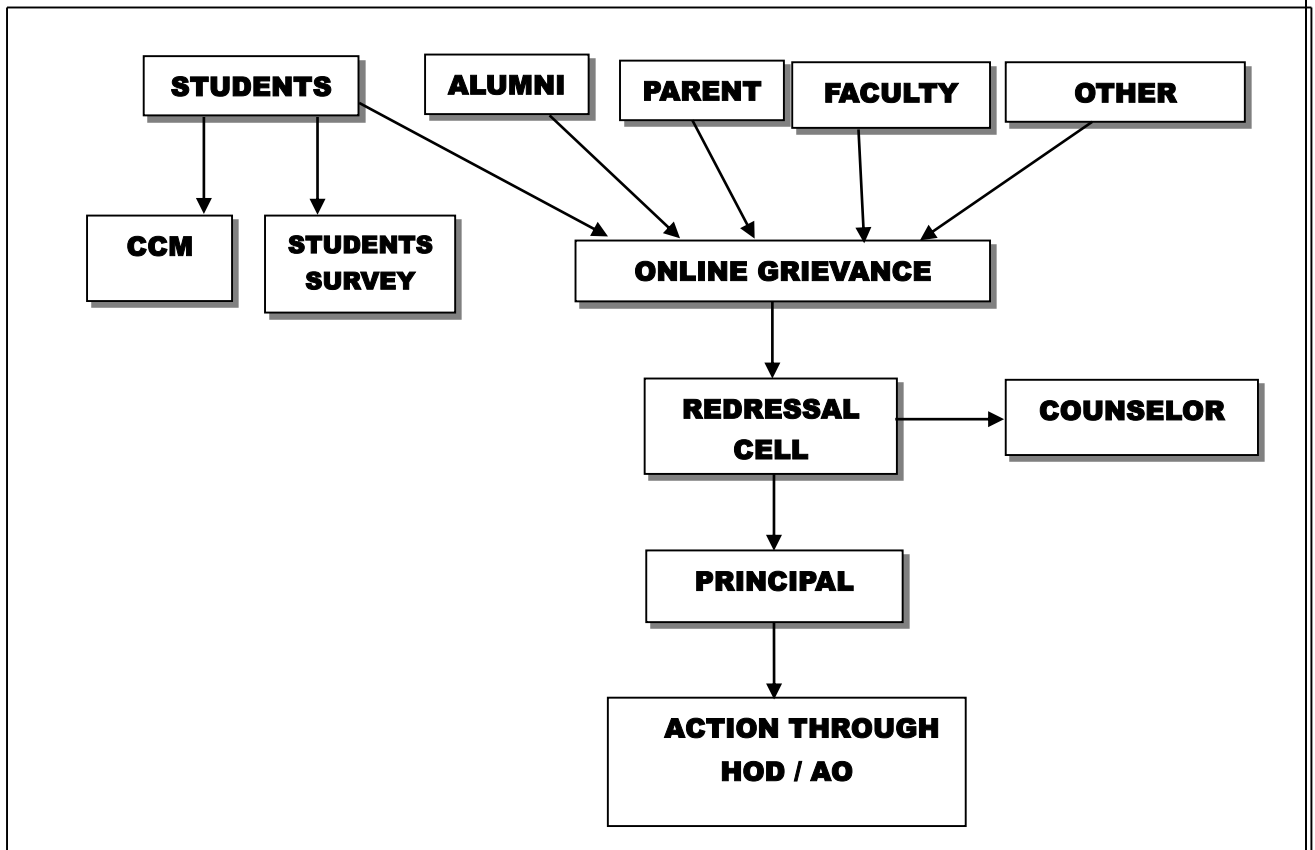 STUDENTS
ALUMNI
PARENT
FACULTY
OTHER
CCM
STUDENTS
SURVEY
ONLINE GRIEVANCE
REDRESSAL
CELL
COUNSELOR
PRINCIPAL
ACTION THROUGH
HOD / AO